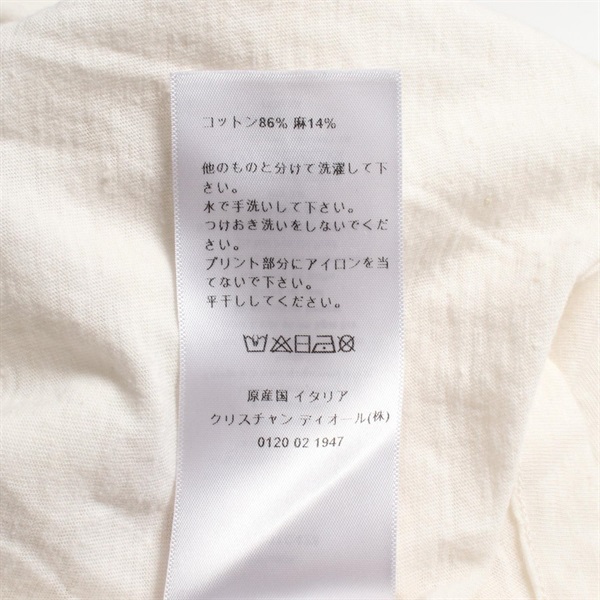 コットン86% 麻14%
他のものと分けて洗濯して下
さい。
水で手洗いして下さい。
つけおき洗いをしないでくだ
さい。
プリント部分にアイロンを当
てないで下さい。
平干ししてください。
原産国 イタリア
クリスチャン ディオール(株)
0120 02 1947